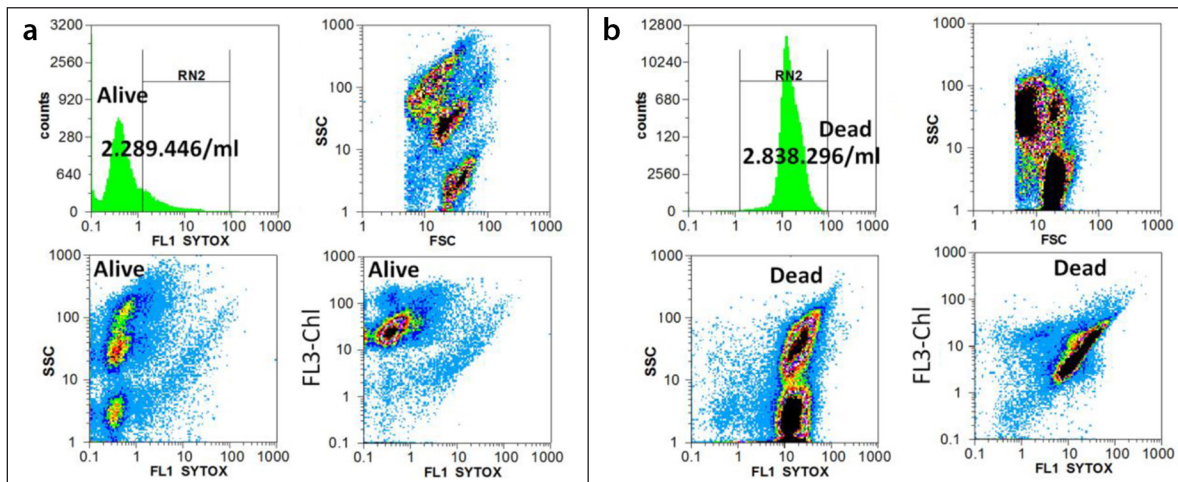 a
3200
2560
920
280
640
0
counts
RN2
Alive
2.289.446/ml
0.1
1
10
100
1000
FL1 SYTOX
1000
100
10
1
SSC
1
10
100
1000
FSC
1000
100
10
1
SSC
Alive
0.1
1
10
100
1000
FL1 SYTOX
1000
100
10
1
0.1
FL3-Chl
Alive
0.1
1
10
100
1000
FL1 SYTOX
b
12800
10240
680
120
2560
0
counts
RN2
Dead
2.838.296/ml
0.1
1
10
100
1000
FL1 SYTOX
1000
100
10
1
SSC
1
10
100
1000
FSC
1000
100
10
1
SSC
Dead
0.1
1
10
100
1000
FL1 SYTOX
1000
100
10
1
0.1
FL3-Chl
Dead
0.1
1
10
100
1000
FL1 SYTOX